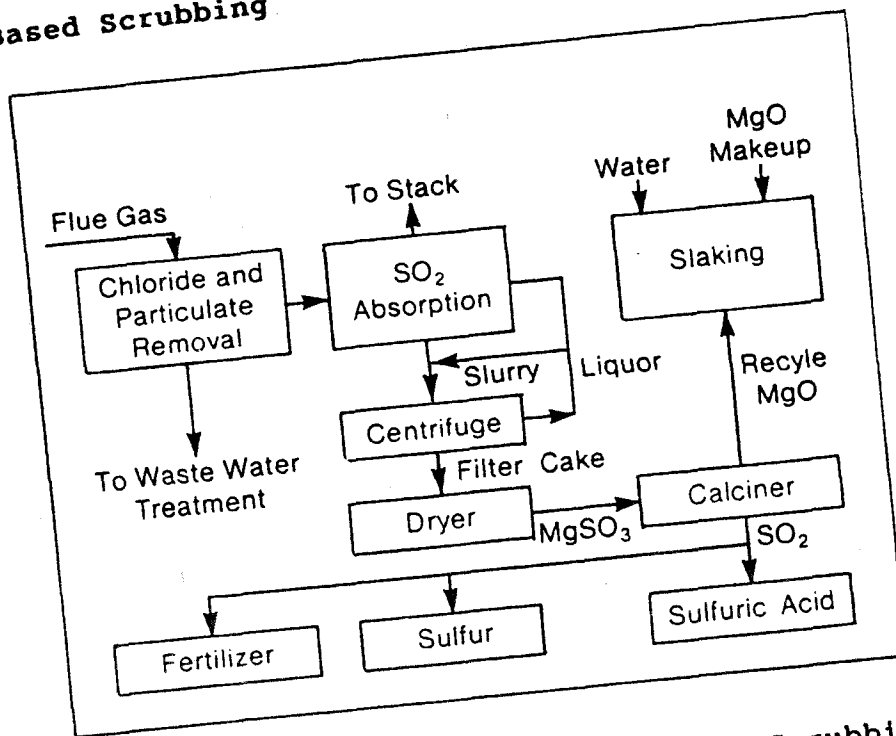 Based Scrubbing
MgO
Makeup
Water
To Stack
Flue Gas
Chloride and
Particulate
Removal
SO₂
Absorption
Slaking
Slurry
Liquor
Recyle
MgO
Centrifuge
To Waste Water
Treatment
Filter Cake
Dryer
MgSO₃
Calciner
SO₂
Fertilizer
Sulfur
Sulfuric Acid